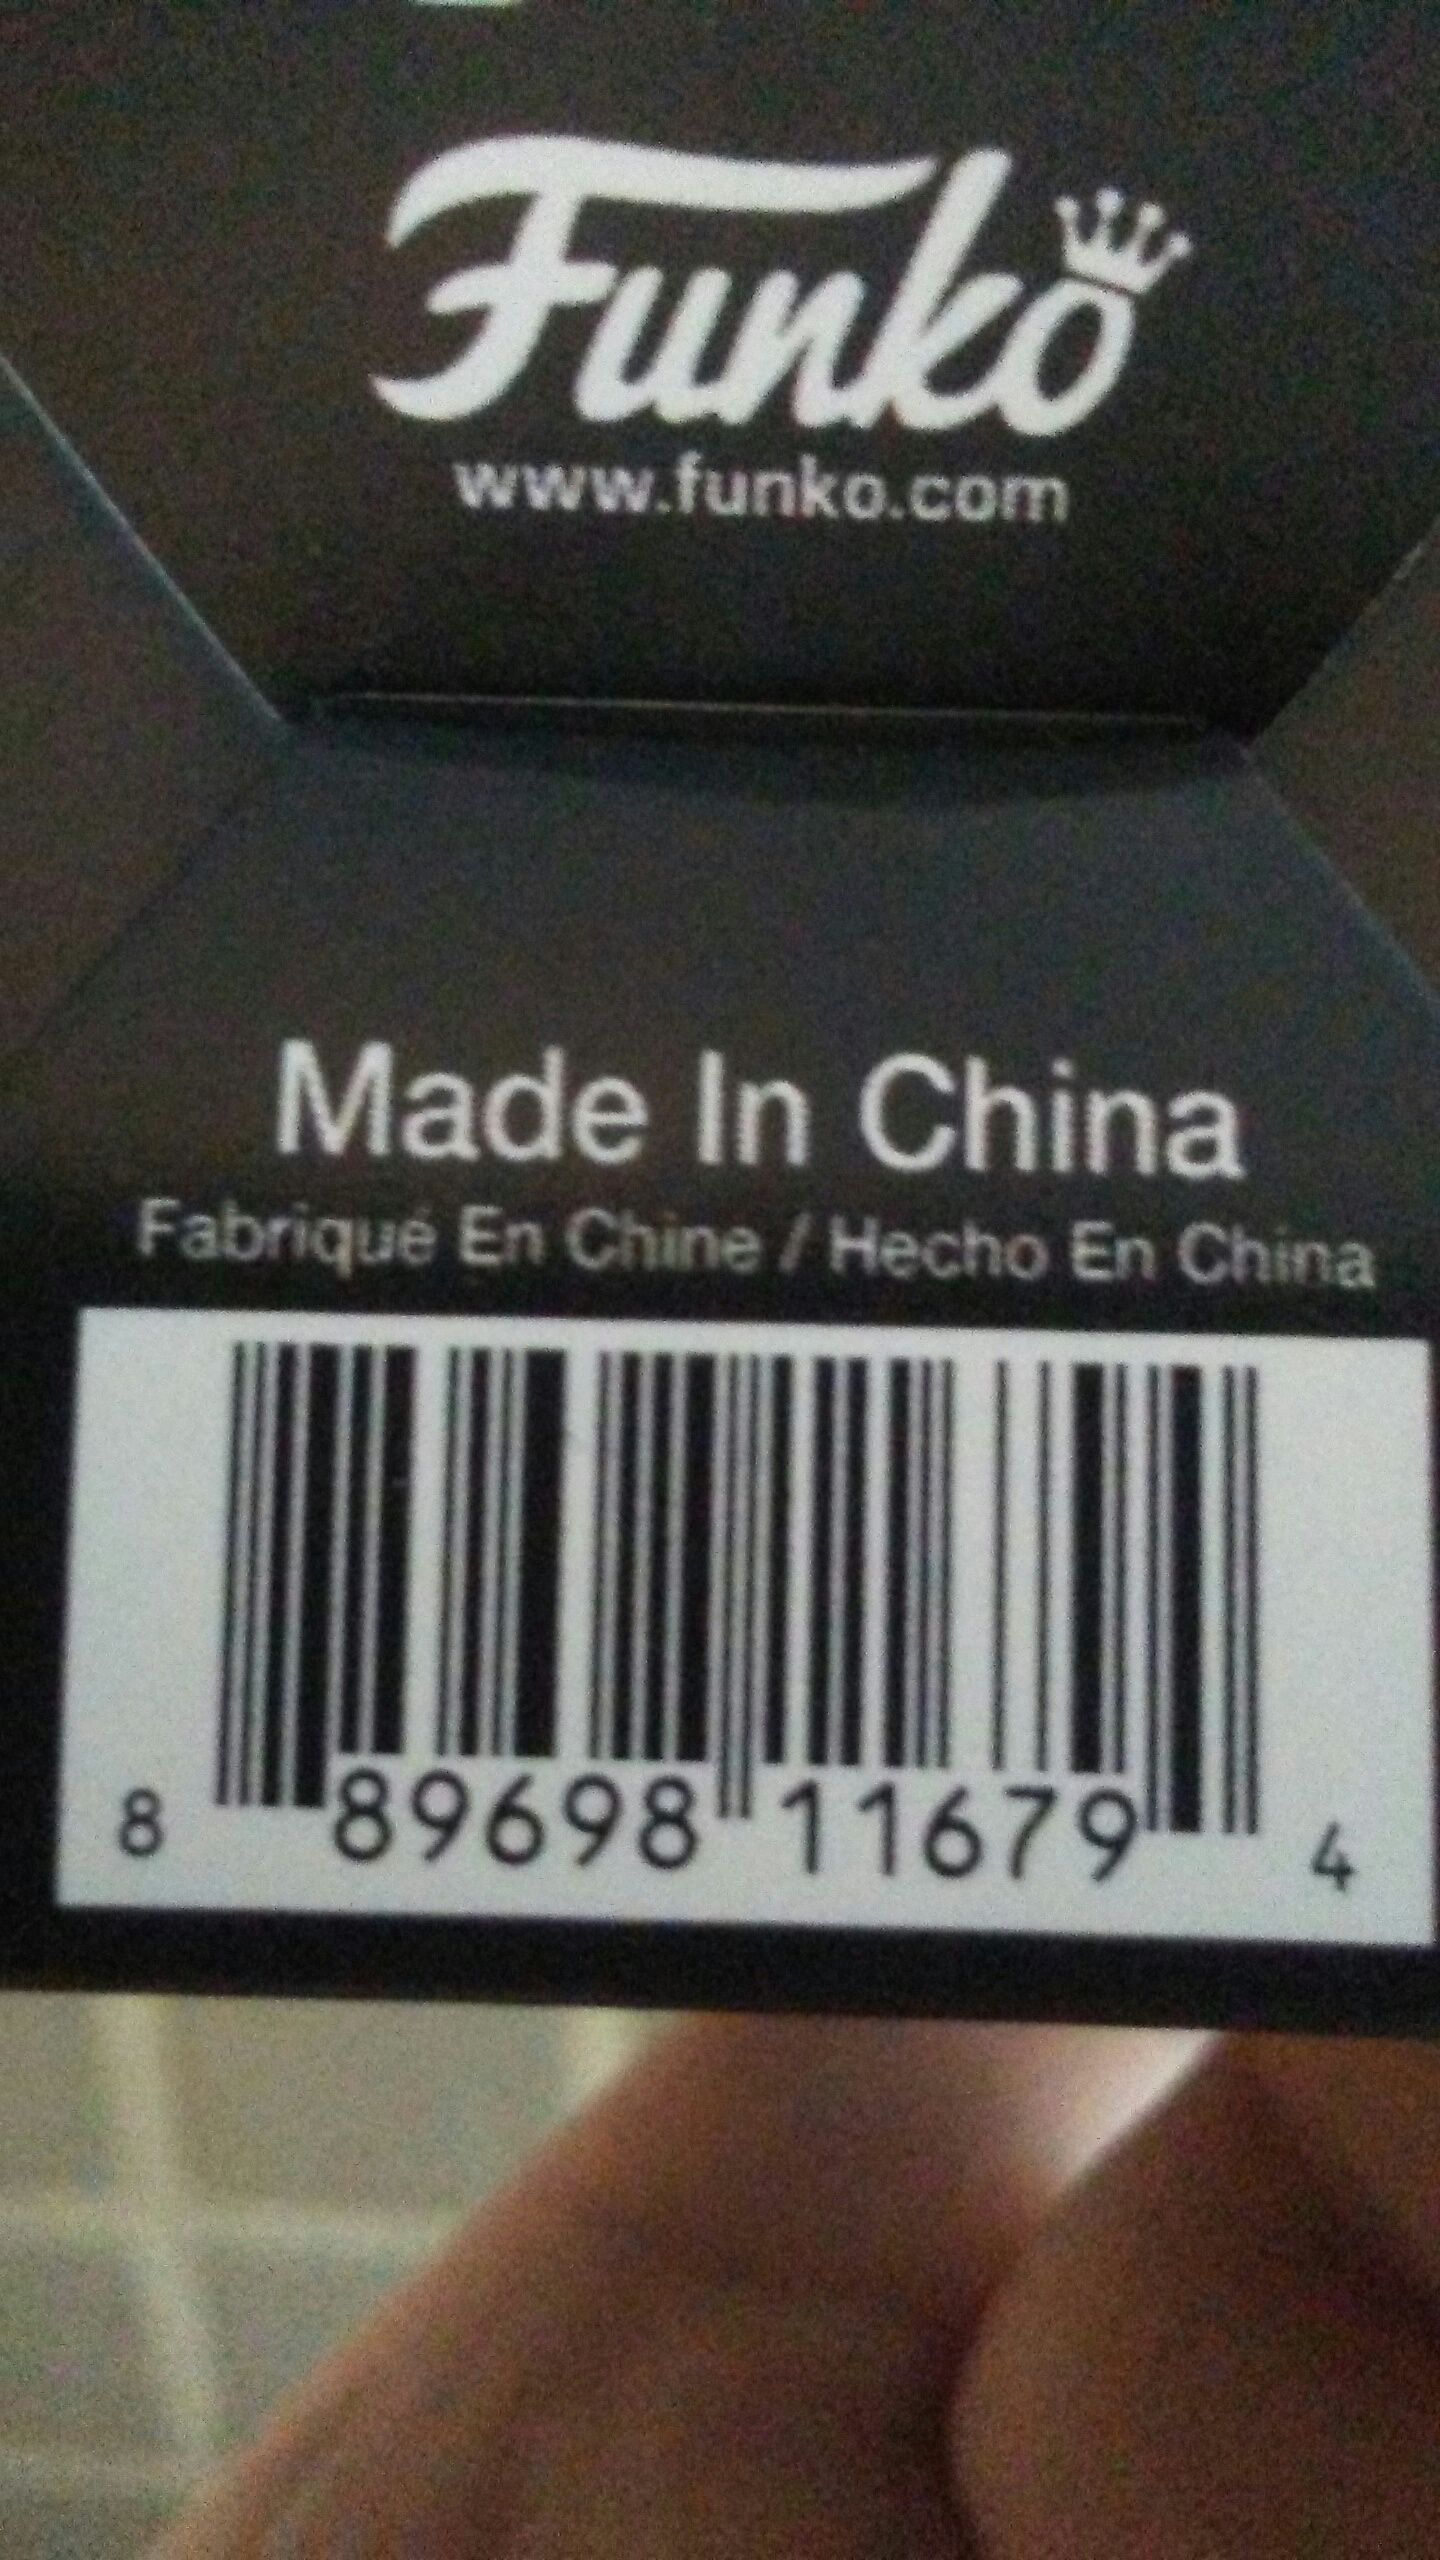 Funko
www.funko.com
Made In China
Fabriqué En Chine / Hecho En China
8 89698 11679 4